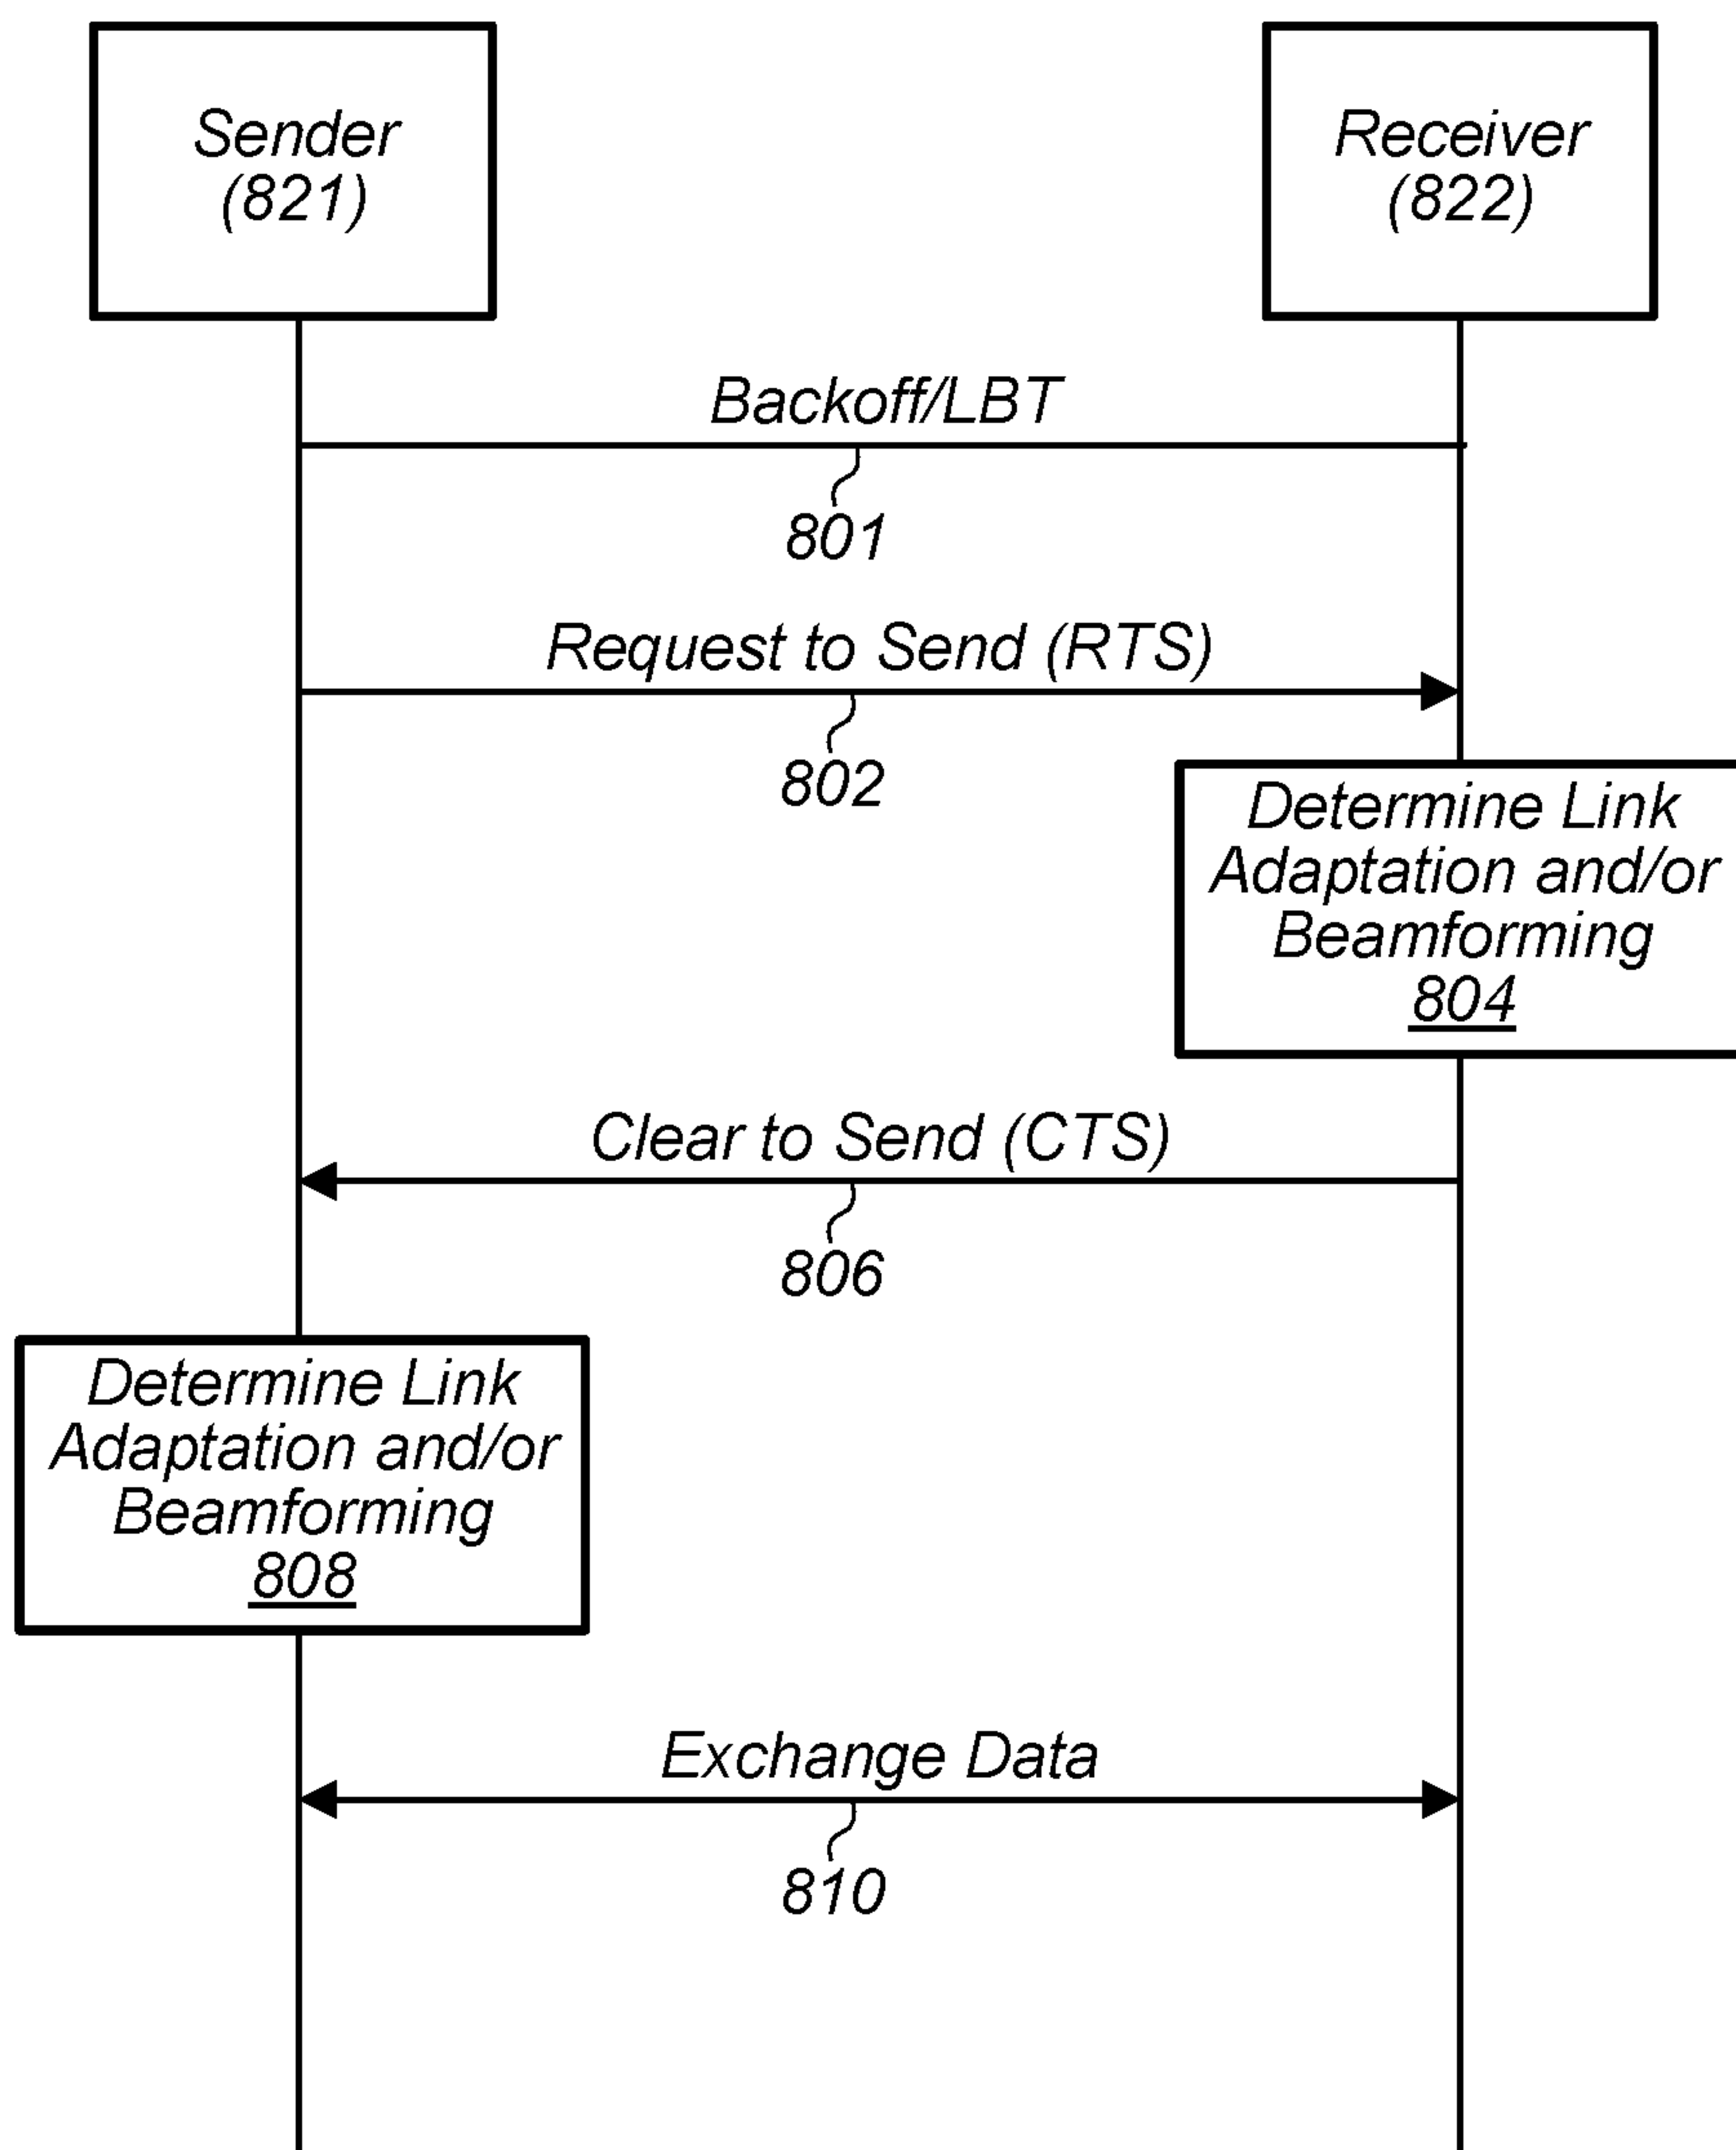 Sender
(821)
Receiver
(822)
Backoff/LBT
801
Request to Send (RTS)
802
Determine Link
Adaptation and/or
Beamforming
804
Clear to Send (CTS)
806
Determine Link
Adaptation and/or
Beamforming
808
Exchange Data
810